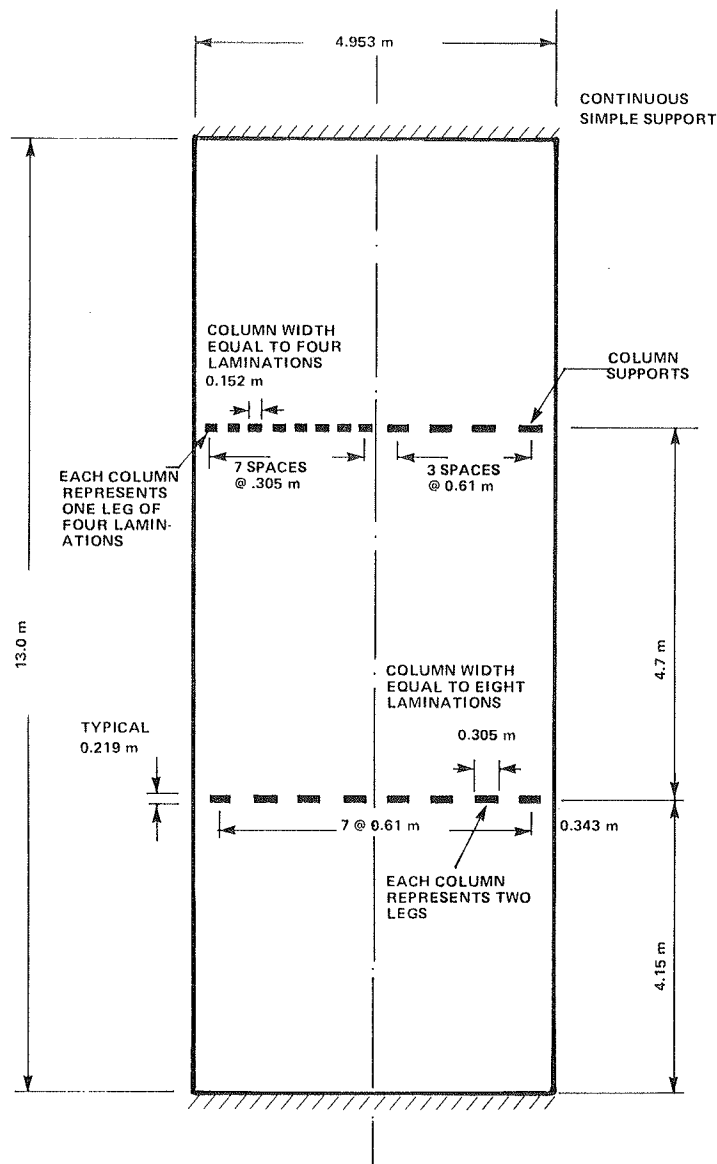 4.953 m
CONTINUOUS
SIMPLE SUPPORT
COLUMN WIDTH
EQUAL TO FOUR
LAMINATIONS
0.152 m
COLUMN
SUPPORTS
7 SPACES
@ .305 m
3 SPACES
@ 0.61 m
EACH COLUMN
REPRESENTS
ONE LEG OF
FOUR LAMIN-
ATIONS
13.0 m
4.7 m
COLUMN WIDTH
EQUAL TO EIGHT
LAMINATIONS
0.305 m
TYPICAL
0.219 m
7 @ 0.61 m
0.343 m
EACH COLUMN
REPRESENTS TWO
LEGS
4.15 m